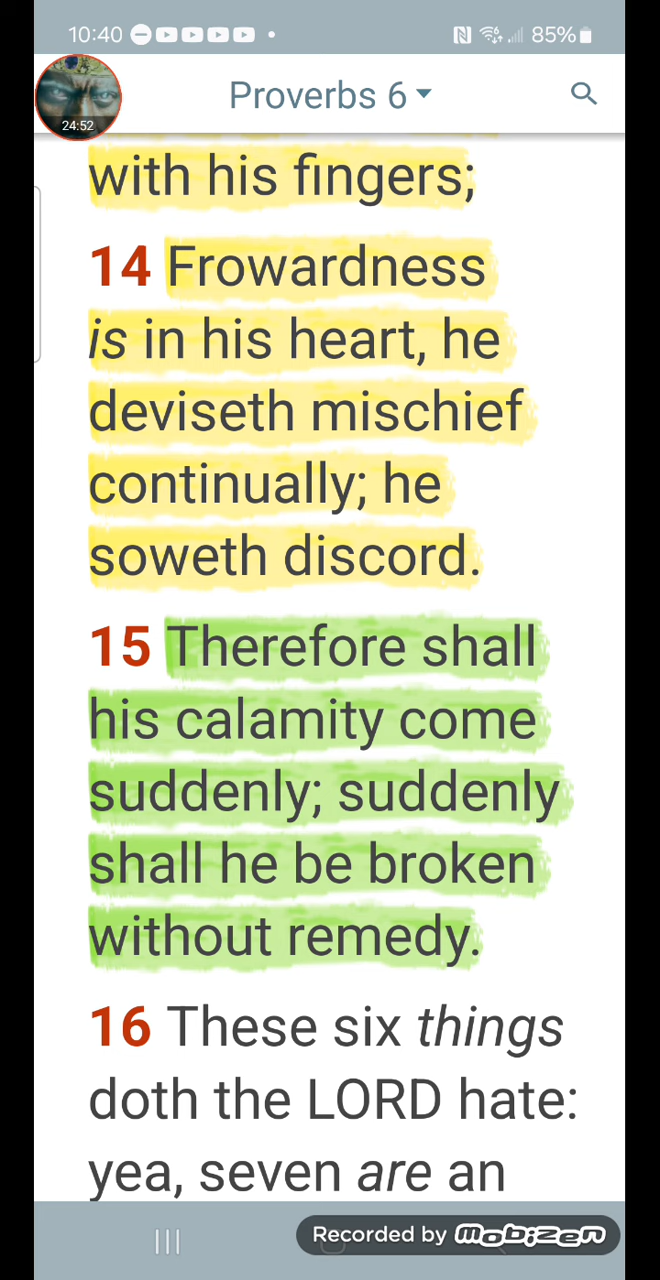 10:40
85%
24:52
Proverbs 6
with his fingers;
14 Frowardness
is in his heart, he
deviseth mischief
continually; he
soweth discord.
15 Therefore shall
his calamity come
suddenly; suddenly
shall he be broken
without remedy.
16 These six things
doth the LORD hate:
yea, seven are an
Recorded by mobizen